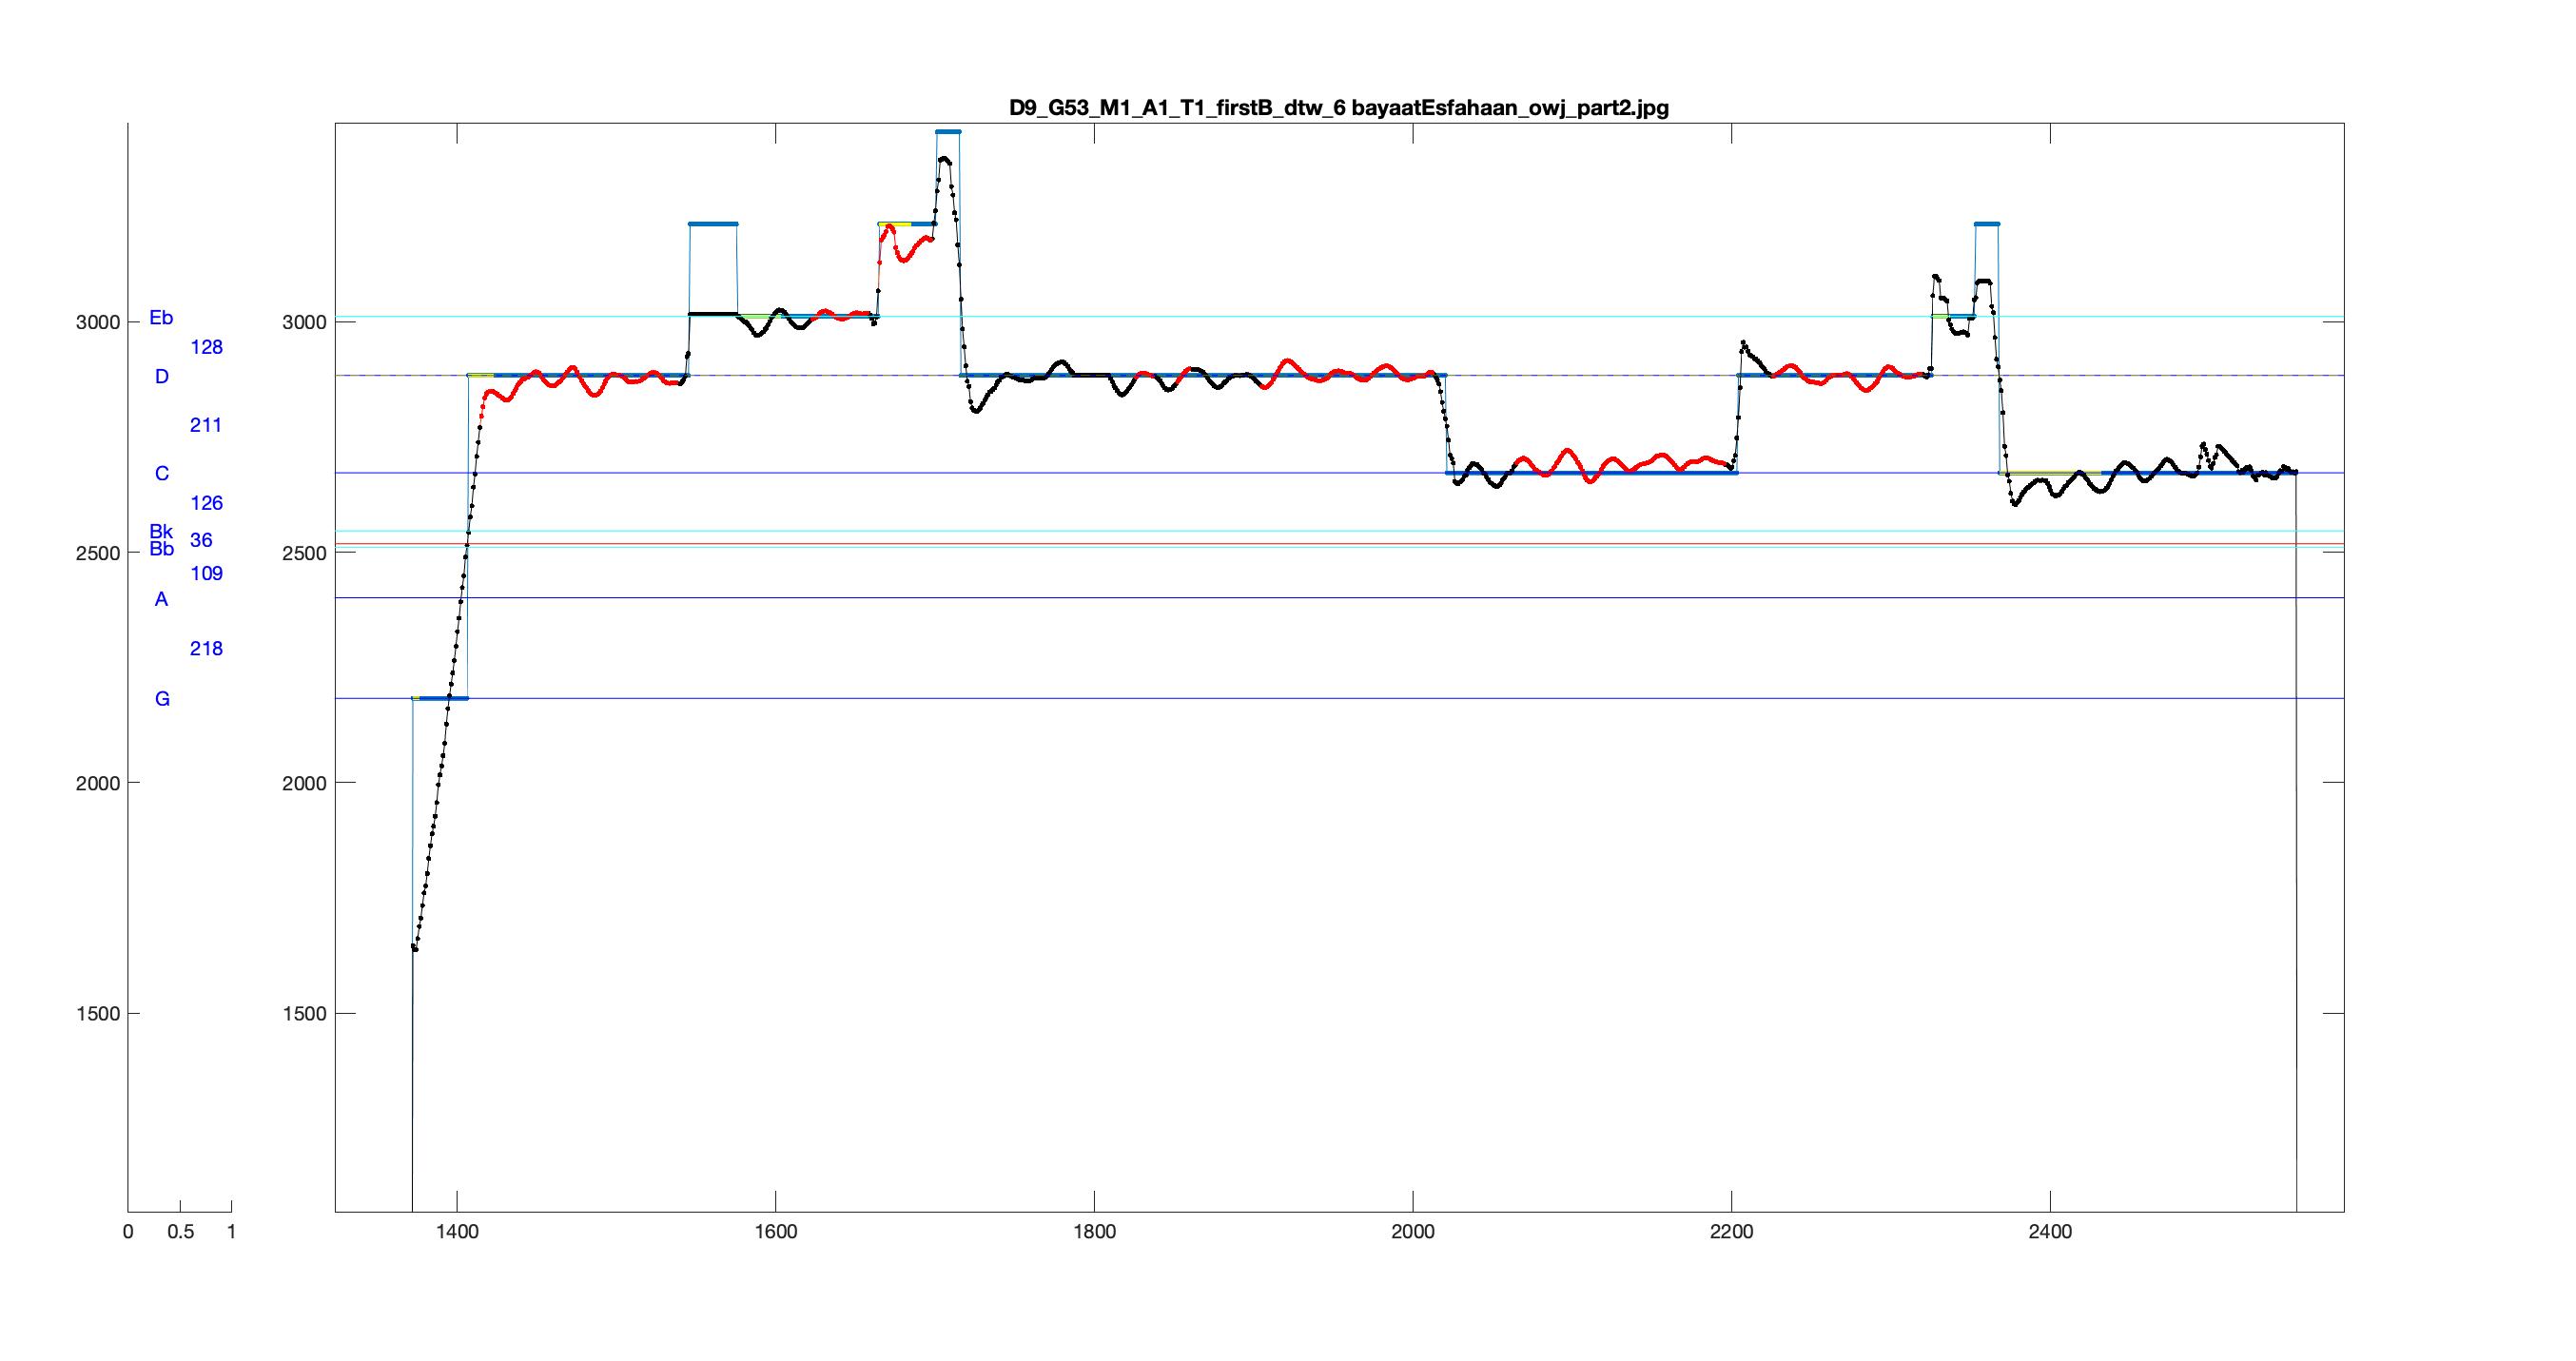 D9_G53_M1_A1_T1_firstB_dtw_6 bayaatEsfahaan_owj_part2.jpg
3000
Eb
3000
128
D
211
C
126
Bk
36
2500
Bb
2500
109
A
218
G
2000
2000
1500
1500
0 0.5 1
1400 1600 1800 2000 2200 2400